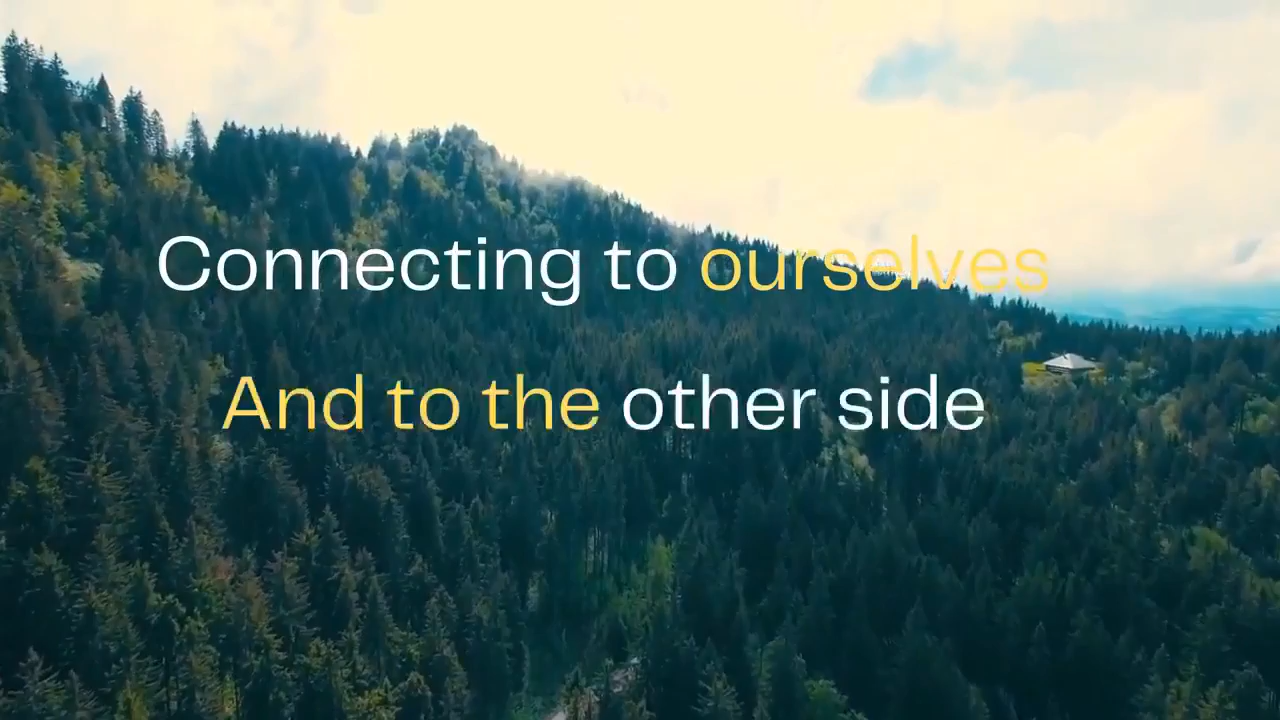 Connecting to ourselves
And to the other side